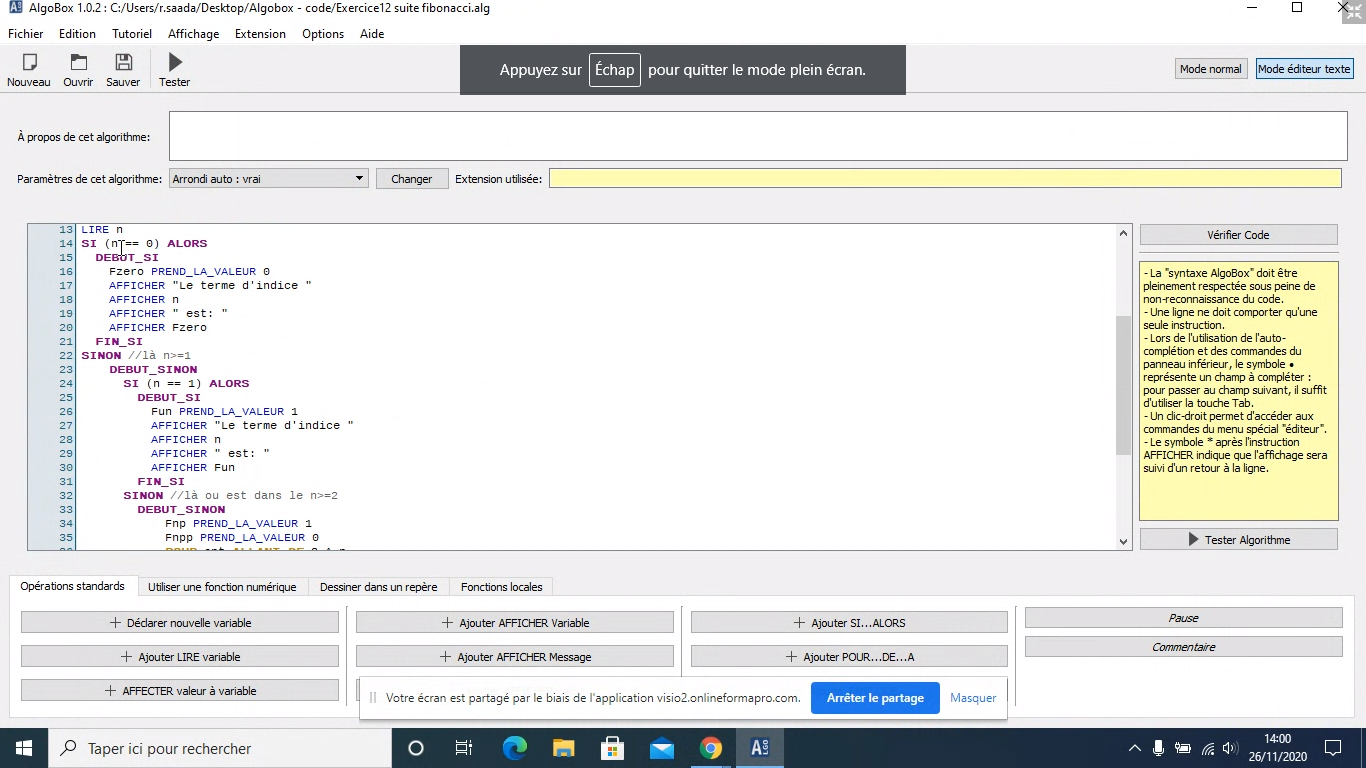 AlgoBox 1.0.2 : C:/Users/r.saada/Desktop/Algobox - code/Exercice12 suite fibonacci.alg
Fichier Edition Tutoriel Affichage Extension Options Aide
Nouveau Ouvrir Sauver Tester
Appuyez sur Échap pour quitter le mode plein écran.
Mode normal Mode éditeur texte
À propos de cet algorithme:
Paramètres de cet algorithme: Arrondi auto : vrai Changer Extension utilisée:
13 LIRE n
14 SI (n == 0) ALORS
15 DEBUT_SI
16 Fzero PREND_LA_VALEUR 0
17 AFFICHER "Le terme d'indice "
18 AFFICHER n
19 AFFICHER " est: "
20 AFFICHER Fzero
21 FIN_SI
22 SINON //là n>=1
23 DEBUT_SINON
24 SI (n == 1) ALORS
25 DEBUT_SI
26 Fun PREND_LA_VALEUR 1
27 AFFICHER "Le terme d'indice "
28 AFFICHER n
29 AFFICHER " est: "
30 AFFICHER Fun
31 FIN_SI
32 SINON //là ou est dans le n>=2
33 DEBUT_SINON
34 Fnp PREND_LA_VALEUR 1
35 Fnpp PREND_LA_VALEUR 0
Vérifier Code
- La "syntaxe AlgoBox" doit être
pleinement respectée sous peine de
non-reconnaissance du code.
- Une ligne ne doit comporter qu'une
seule instruction.
- Lors de l'utilisation de l'auto-
complétion et des commandes du
panneau inférieur, le symbole •
représente un champ à compléter :
pour passer au champ suivant, il suffit
d'utiliser la touche Tab.
- Un clic-droit permet d'accéder aux
commandes du menu spécial "éditeur".
- Le symbole * après l'instruction
AFFICHER indique que l'affichage sera
suivi d'un retour à la ligne.
Tester Algorithme
Opérations standards Utiliser une fonction numérique Dessiner dans un repère Fonctions locales
Déclarer nouvelle variable Ajouter AFFICHER Variable Ajouter SI...ALORS Pause
Ajouter LIRE variable Ajouter AFFICHER Message Ajouter POUR...DE...A Commentaire
AFFECTER valeur à variable
Votre écran est partagé par le biais de l'application visio2.onlineformapro.com. Arrêter le partage Masquer
Taper ici pour rechercher
14:00
26/11/2020